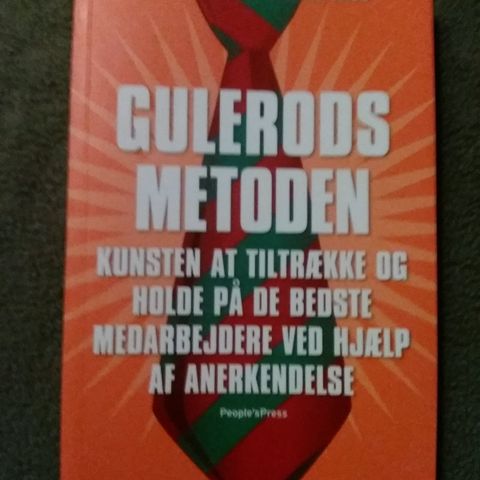 GULERODS
METODEN
KUNSTEN AT TILTRÆKKE OG
HOLDE PÅ DE BEDSTE
MEDARBEJDERE VED HJÆLP
AF ANERKENDELSE
People'sPress